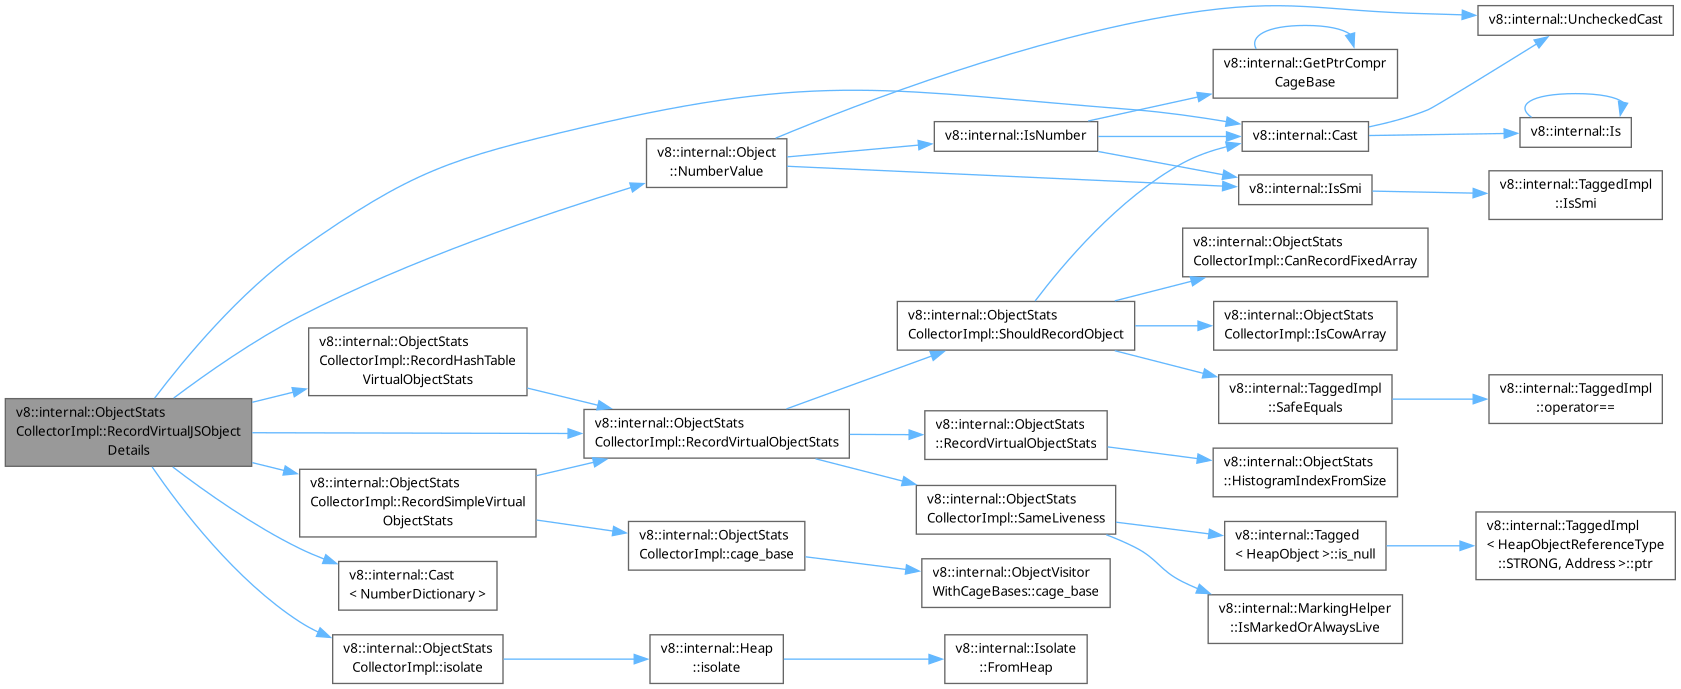 v8::internal::ObjectStats
CollectorImpl::RecordVirtualJSObject
Details
v8::internal::ObjectStats
CollectorImpl::RecordHashTable
VirtualObjectStats
v8::internal::ObjectStats
CollectorImpl::RecordSimpleVirtual
ObjectStats
v8::internal::Cast
< NumberDictionary >
v8::internal::ObjectStats
CollectorImpl::isolate
v8::internal::Object
::NumberValue
v8::internal::ObjectStats
CollectorImpl::RecordVirtualObjectStats
v8::internal::ObjectStats
CollectorImpl::cage_base
v8::internal::Heap
::isolate
v8::internal::IsNumber
v8::internal::ObjectStats
CollectorImpl::ShouldRecordObject
v8::internal::ObjectStats
::RecordVirtualObjectStats
v8::internal::ObjectStats
CollectorImpl::SameLiveness
v8::internal::ObjectVisitor
WithCageBases::cage_base
v8::internal::Isolate
::FromHeap
v8::internal::GetPtrCompr
CageBase
v8::internal::Cast
v8::internal::IsSmi
v8::internal::ObjectStats
CollectorImpl::CanRecordFixedArray
v8::internal::ObjectStats
CollectorImpl::IsCowArray
v8::internal::TaggedImpl
::SafeEquals
v8::internal::ObjectStats
::HistogramIndexFromSize
v8::internal::Tagged
< HeapObject >::is_null
v8::internal::MarkingHelper
::IsMarkedOrAlwaysLive
v8::internal::UncheckedCast
v8::internal::Is
v8::internal::TaggedImpl
::IsSmi
v8::internal::TaggedImpl
::operator==
v8::internal::TaggedImpl
< HeapObjectReferenceType
::STRONG, Address >::ptr